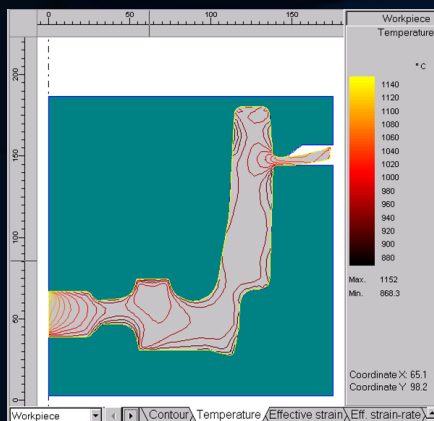 0 50 100 150
Workpiece
Temperature
° C
1140
1120
1100
1080
1060
1040
1020
1000
980
960
940
920
900
880
Max. 1152
Min. 868.3
Coordinate X: 65.1
Coordinate Y 98.2
200
150
100
50
0
Workpiece Contour Temperature Effective strain Eff. strain-rate